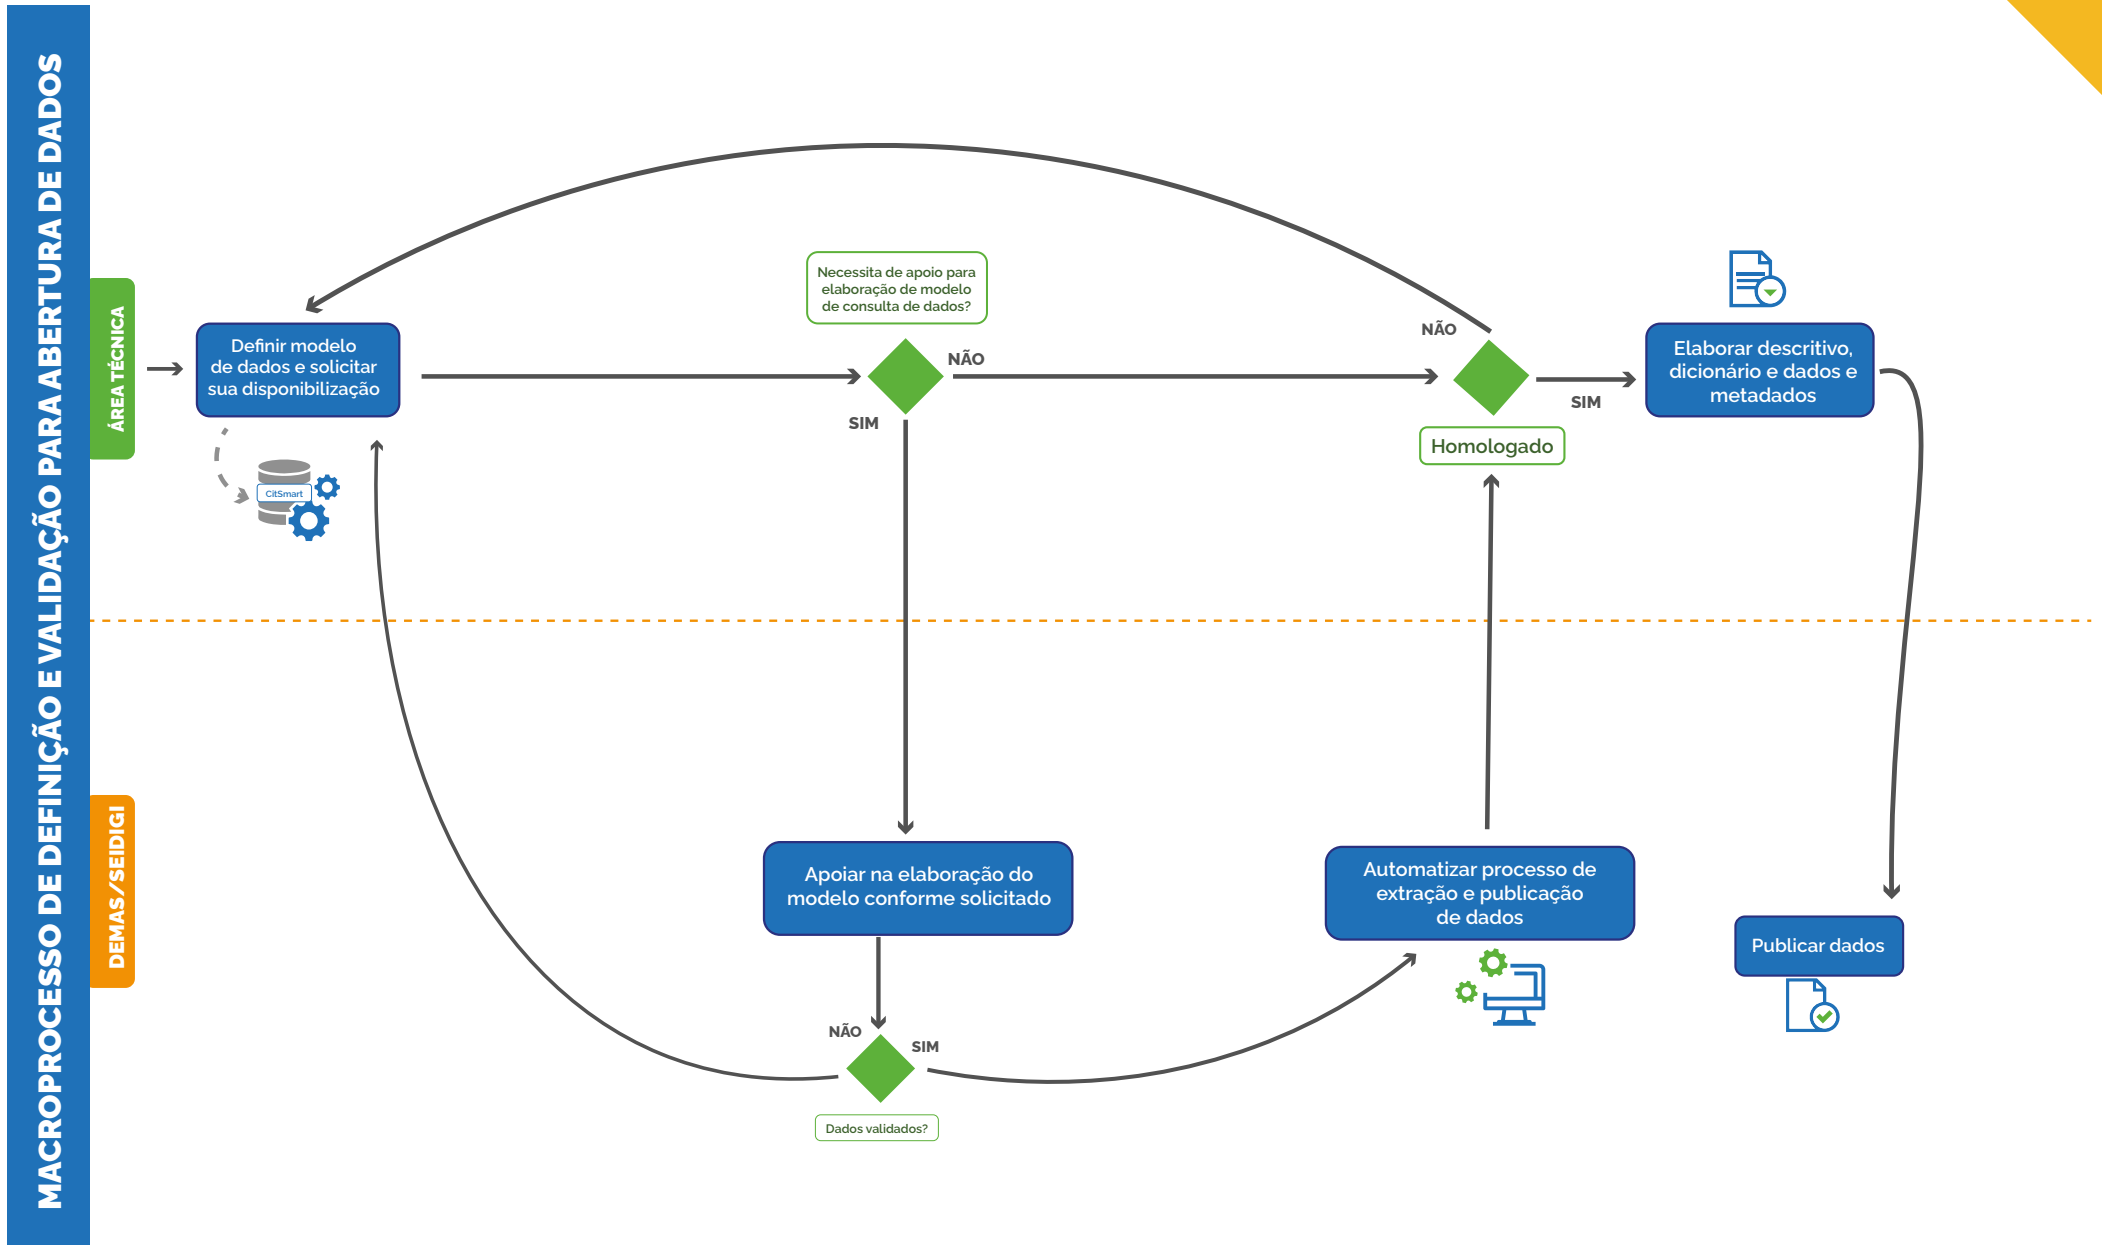 MACROPROCESSO DE DEFINIÇÃO E VALIDAÇÃO PARA ABERTURA DE DADOS
ÁREA TÉCNICA
Definir modelo
de dados e solicitar
sua disponibilização
CitSmart
Necessita de apoio para
elaboração de modelo
de consulta de dados?
NÃO
SIM
NÃO
SIM
Homologado
Elaborar descritivo,
dicionário e dados e
metadados
DEMAS/SEIDIGI
Apoiar na elaboração do
modelo conforme solicitado
NÃO
SIM
Dados validados?
Automatizar processo de
extração e publicação
de dados
Publicar dados